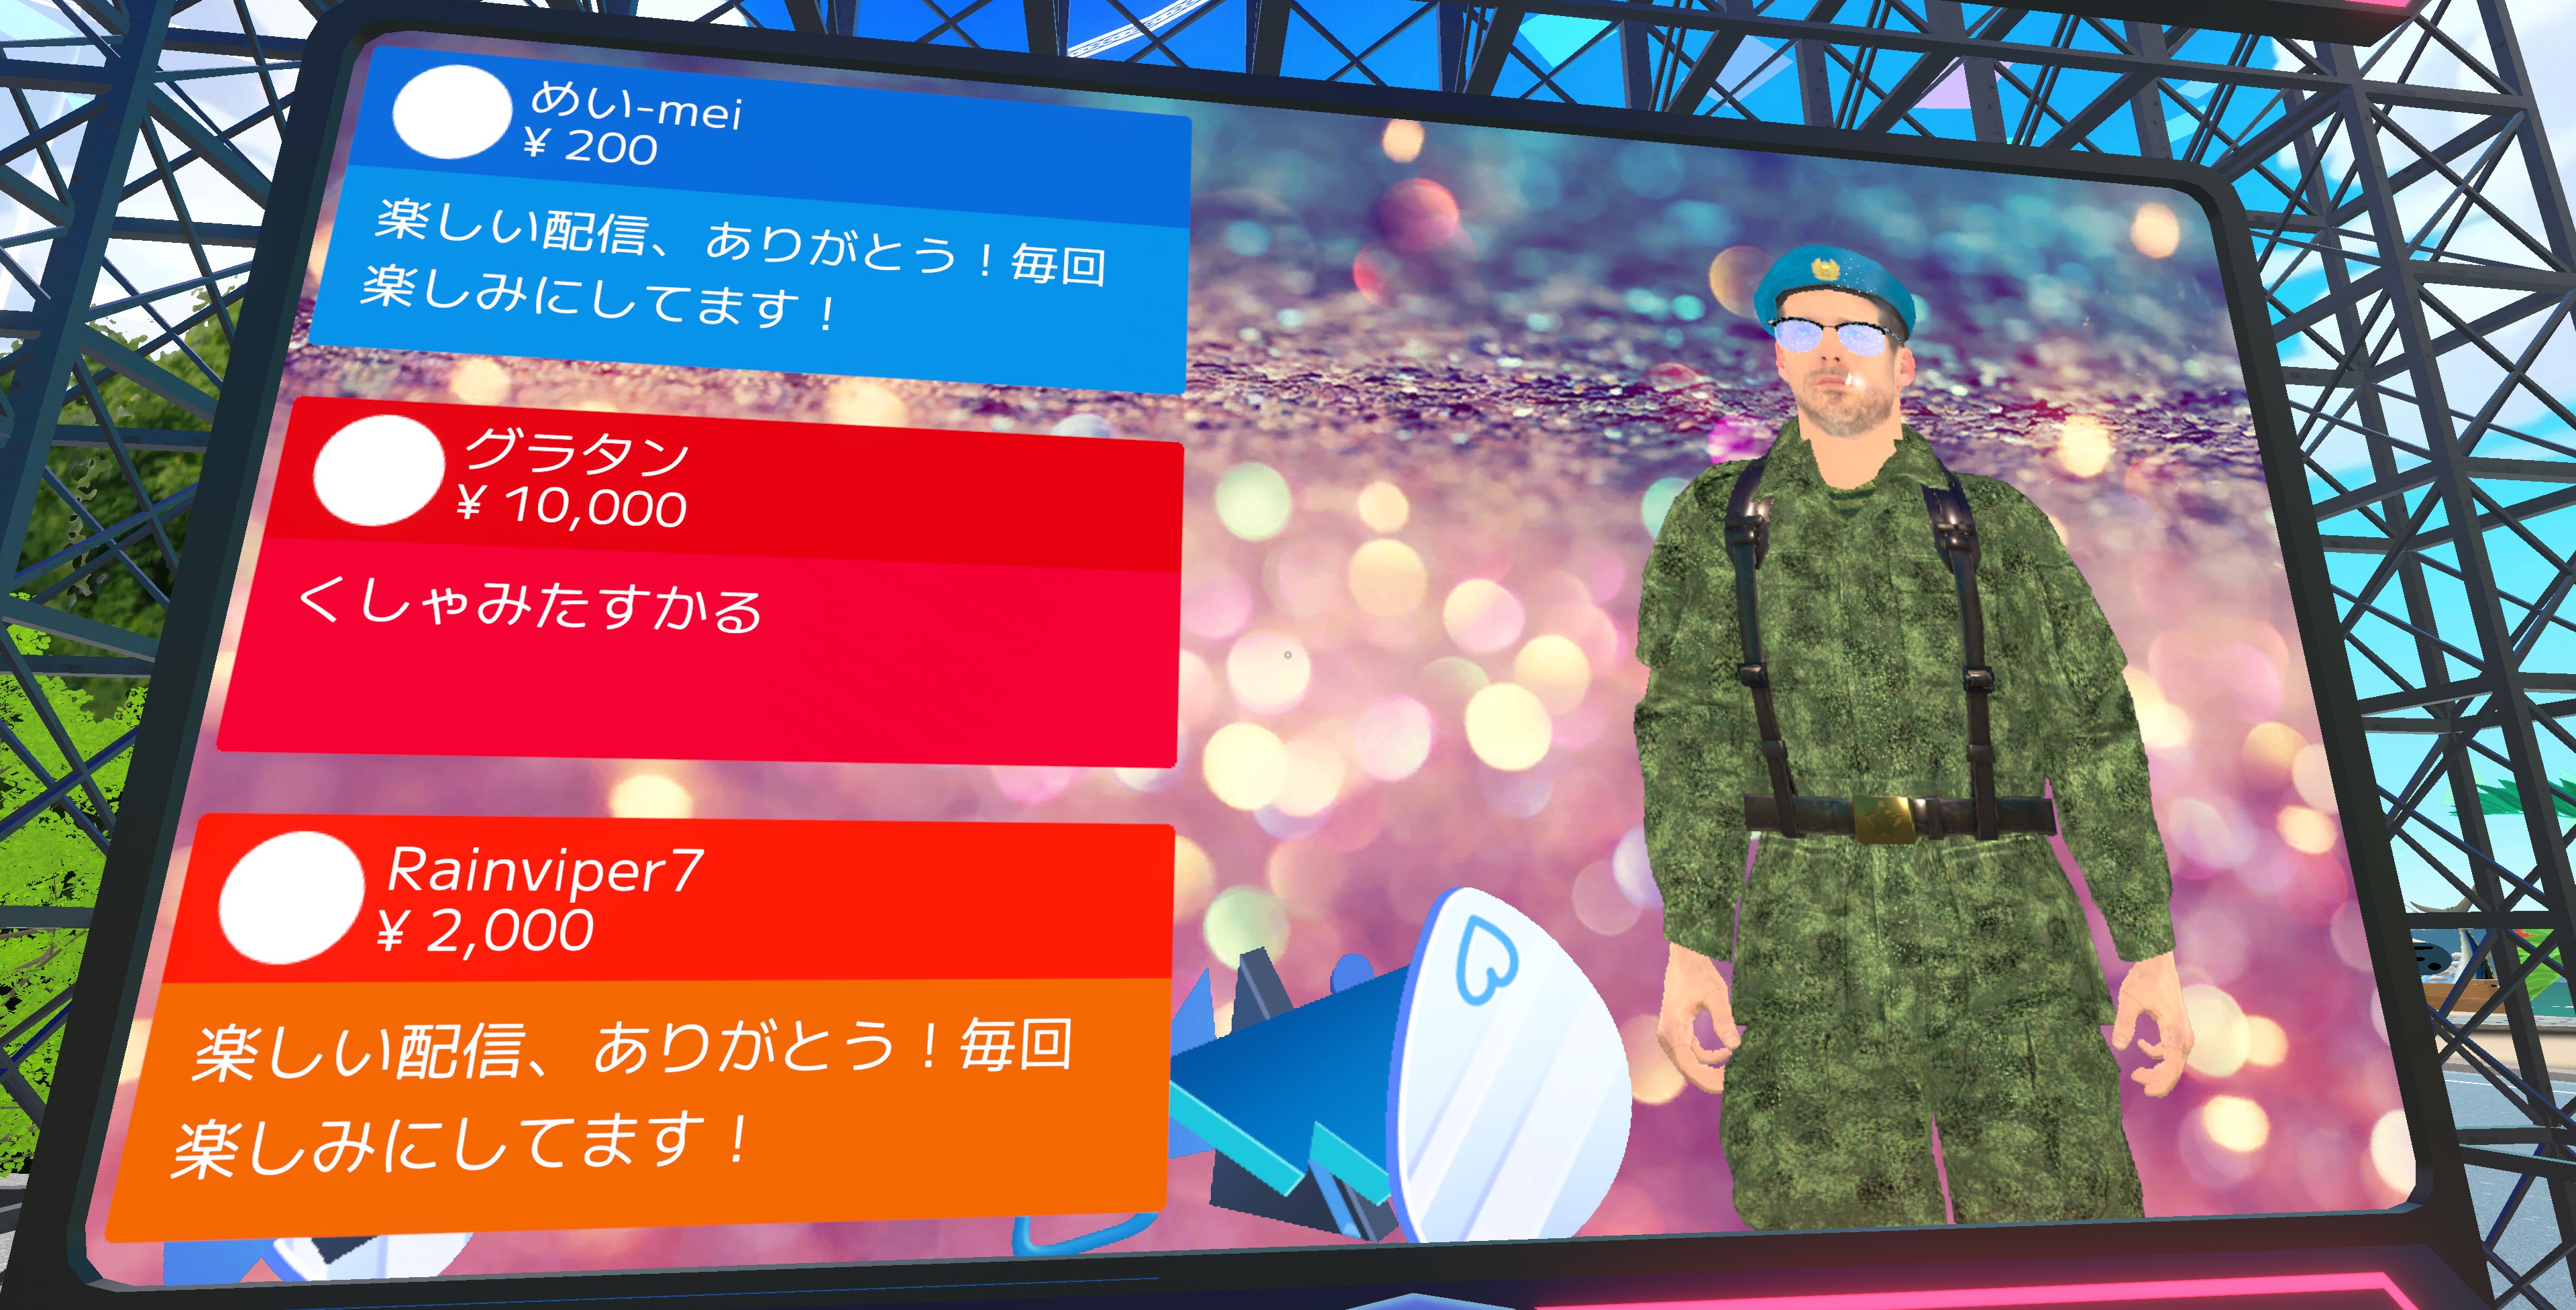 めい-mei
¥ 200
楽しい配信、ありがとう！毎回
楽しみにしてます！
グラタン
¥ 10,000
くしゃみたすかる
Rainviper7
¥ 2,000
楽しい配信、ありがとう！毎回
楽しみにしてます！